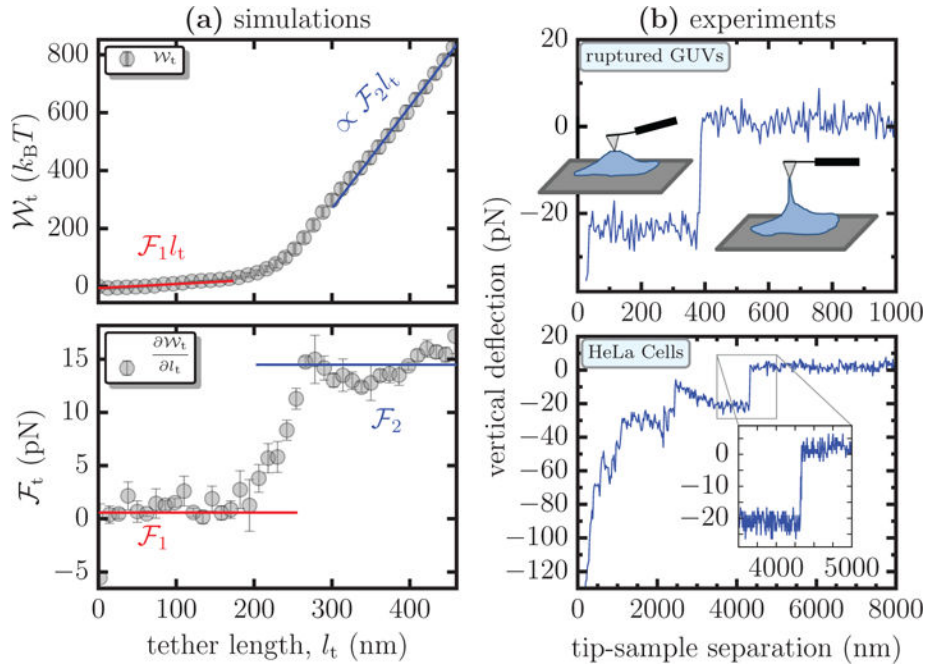 (a) simulations
𝒲ₜ
∝ ℱ₂lₜ
ℱ₁lₜ
𝒲ₜ (k_BT)
800
600
400
200
0
∂𝒲ₜ
∂lₜ
ℱ₂
ℱ₁
ℱₜ (pN)
15
10
5
0
−5
0 100 200 300 400
tether length, lₜ (nm)
(b) experiments
ruptured GUVs
20
0
−20
0 200 400 600 800 1000
vertical deflection (pN)
HeLa Cells
20
0
−20
−40
−60
−80
−100
−120
0
−10
−20
4000 5000
0 2000 4000 6000 8000
tip-sample separation (nm)